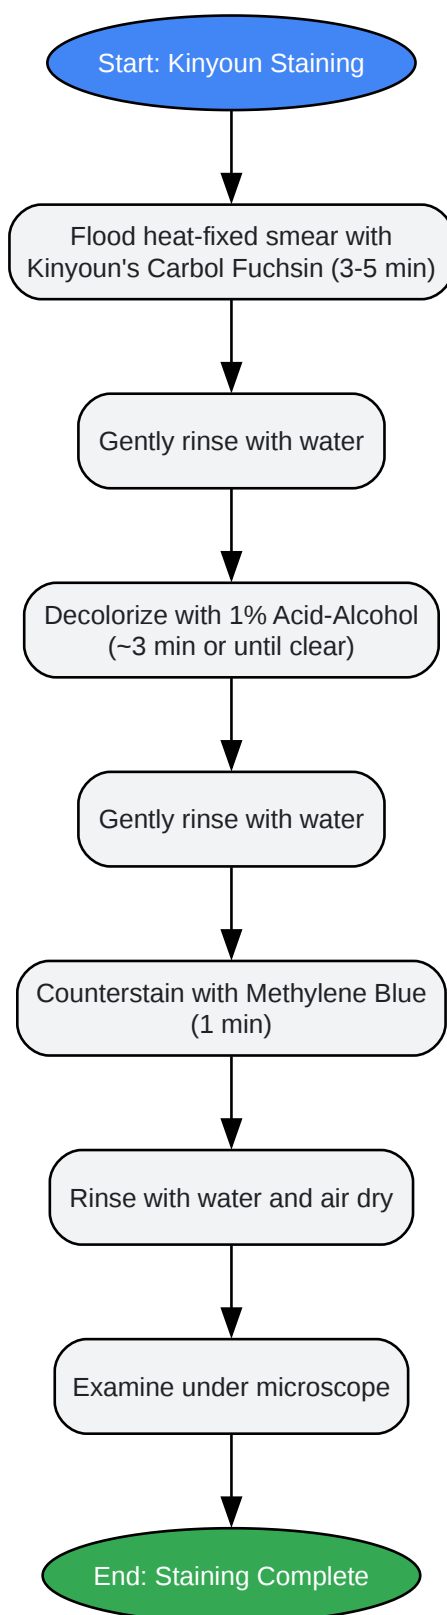 Start: Kinyoun Staining
Flood heat-fixed smear with
Kinyoun's Carbol Fuchsin (3-5 min)
Gently rinse with water
Decolorize with 1% Acid-Alcohol
(~3 min or until clear)
Gently rinse with water
Counterstain with Methylene Blue
(1 min)
Rinse with water and air dry
Examine under microscope
End: Staining Complete